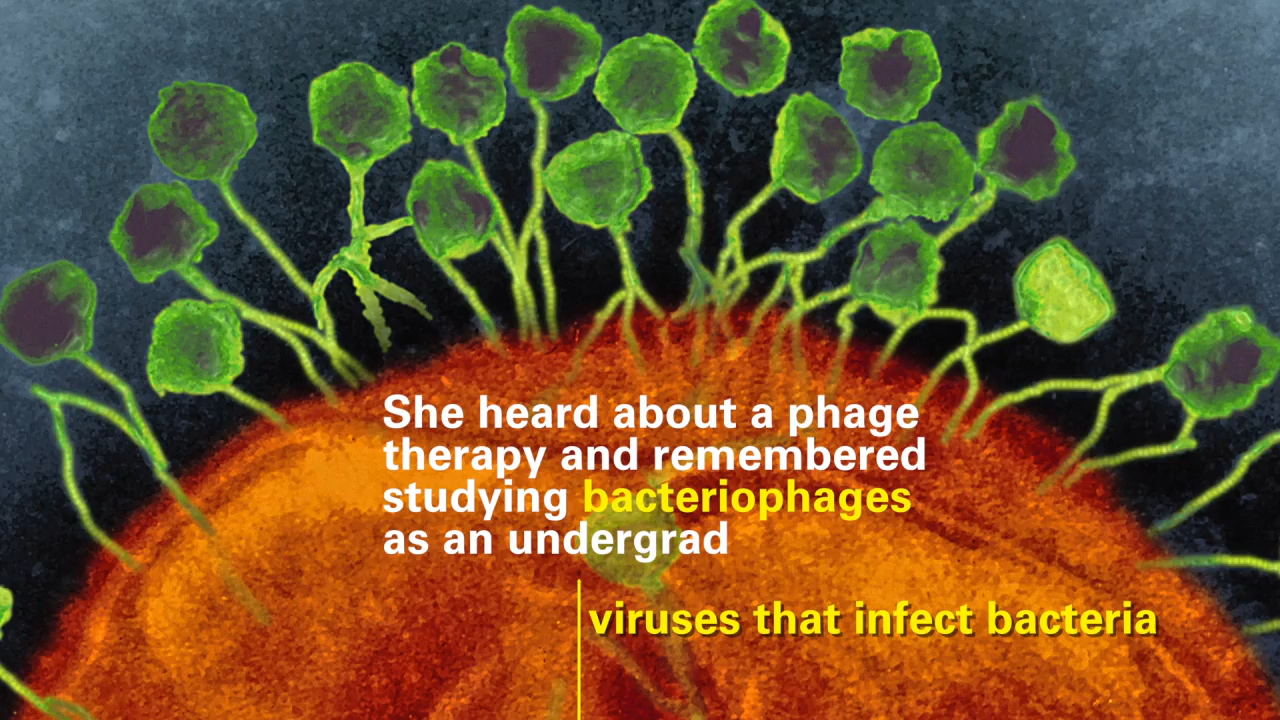 She heard about a phage
therapy and remembered
studying bacteriophages
as an undergrad
viruses that infect bacteria